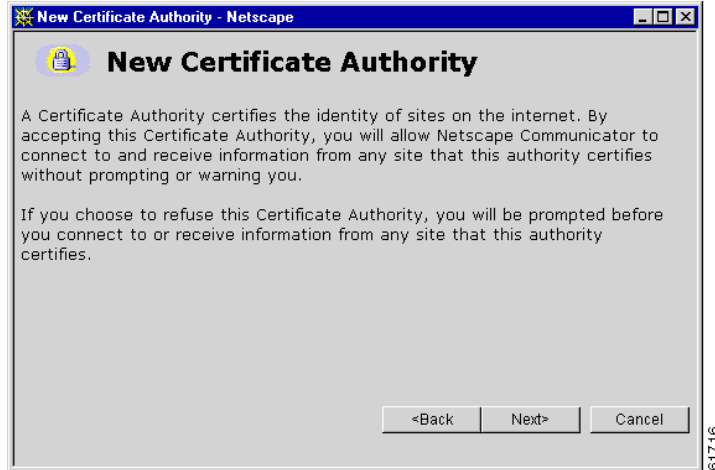 New Certificate Authority - Netscape
New Certificate Authority
A Certificate Authority certifies the identity of sites on the internet. By
accepting this Certificate Authority, you will allow Netscape Communicator to
connect to and receive information from any site that this authority certifies
without prompting or warning you.
If you choose to refuse this Certificate Authority, you will be prompted before
you connect to or receive information from any site that this authority
certifies.
<Back
Next>
Cancel
61716